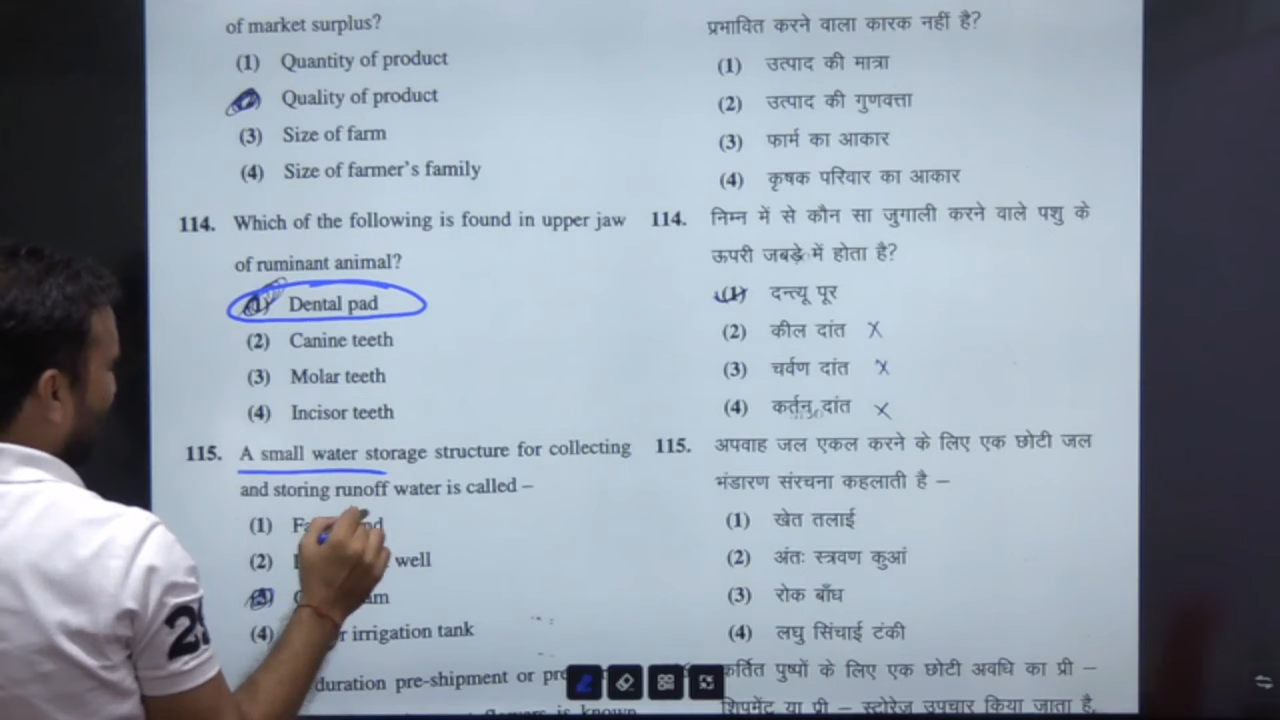 of market surplus?
(1) Quantity of product
Quality of product
(3) Size of farm
(4) Size of farmer's family
114. Which of the following is found in upper jaw
of ruminant animal?
(1) Dental pad
(2) Canine teeth
(3) Molar teeth
(4) Incisor teeth
115. A small water storage structure for collecting
and storing runoff water is called –
(1)
(2) well
(3)
(4) irrigation tank
duration pre-shipment or
प्रभावित करने वाला कारक नहीं है?
(1) उत्पाद की मात्रा
(2) उत्पाद की गुणवत्ता
(3) फार्म का आकार
(4) कृषक परिवार का आकार
114. निम्न में से कौन सा जुगाली करने वाले पशु के
ऊपरी जबड़े में होता है?
(1) दन्त्यू पूर
(2) कील दांत X
(3) चर्वण दांत X
(4) कर्तन दांत X
115. अपवाह जल एकल करने के लिए एक छोटी जल
भंडारण संरचना कहलाती है –
(1) खेत तलाई
(2) अंतः स्त्रवण कुआं
(3) रोक बाँध
(4) लघु सिंचाई टंकी
कर्तित पुष्पों के लिए एक छोटी अवधि का प्री –
शिपमेंट या प्री – स्टोरेज उपचार किया जाता है,
29